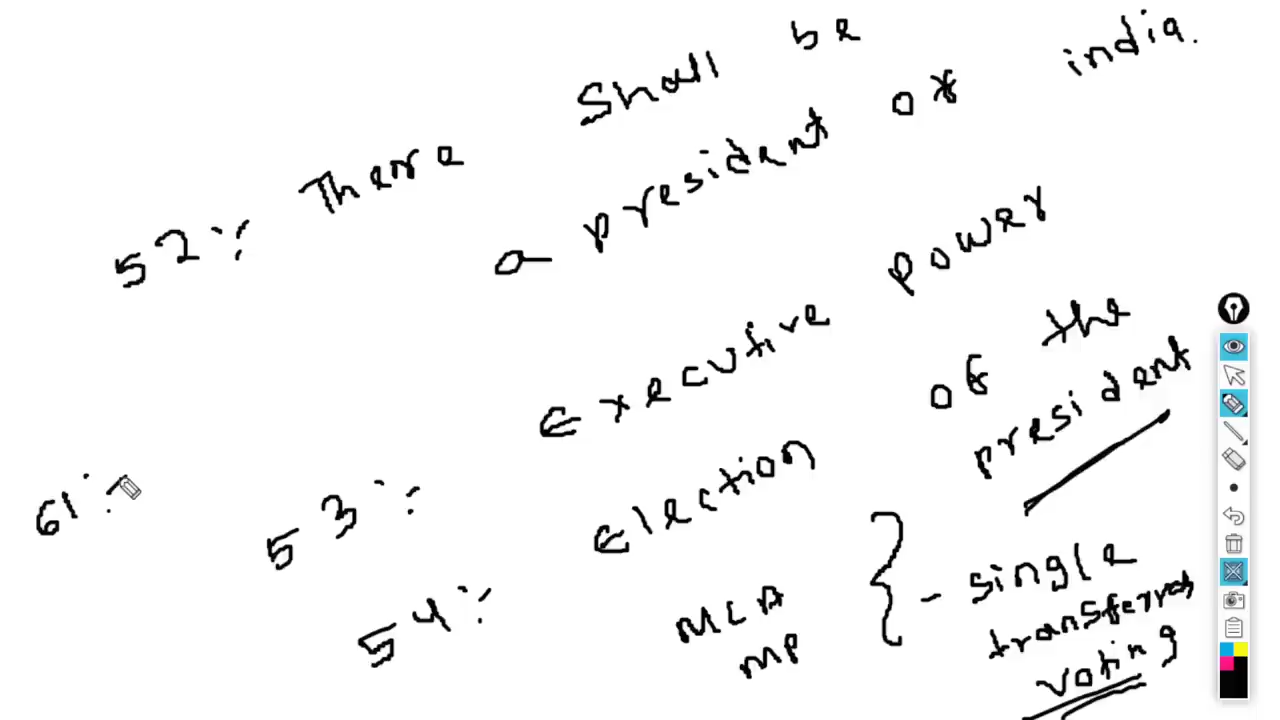 52: There Shall be
a president of india.
53: Executive power
of the
president
54: Election
MLA
MP } - single
transferrab
voting
61: